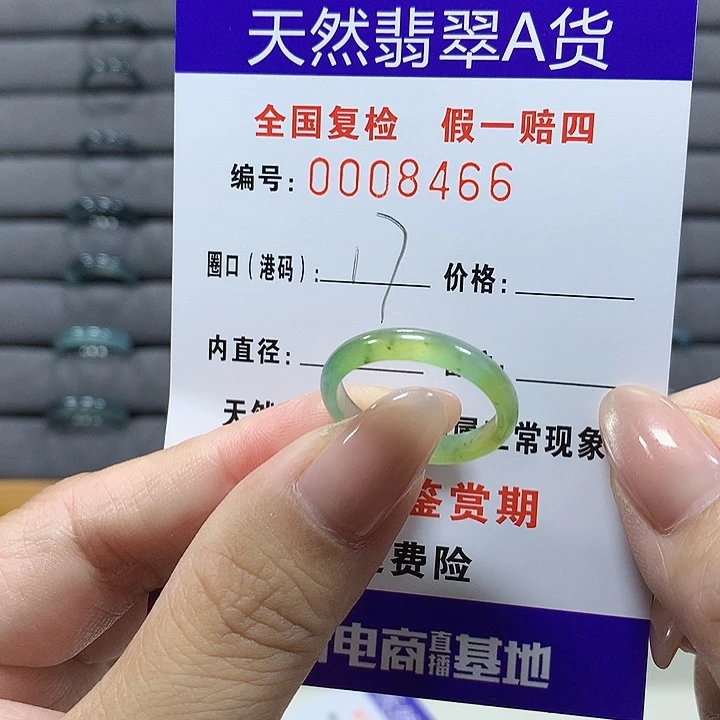 天然翡翠A货
全国复检 假一赔四
编号: 0008466
圈口(港码): 17 价格:
内直径:
常现象
鉴赏期
费险
电商直播基地